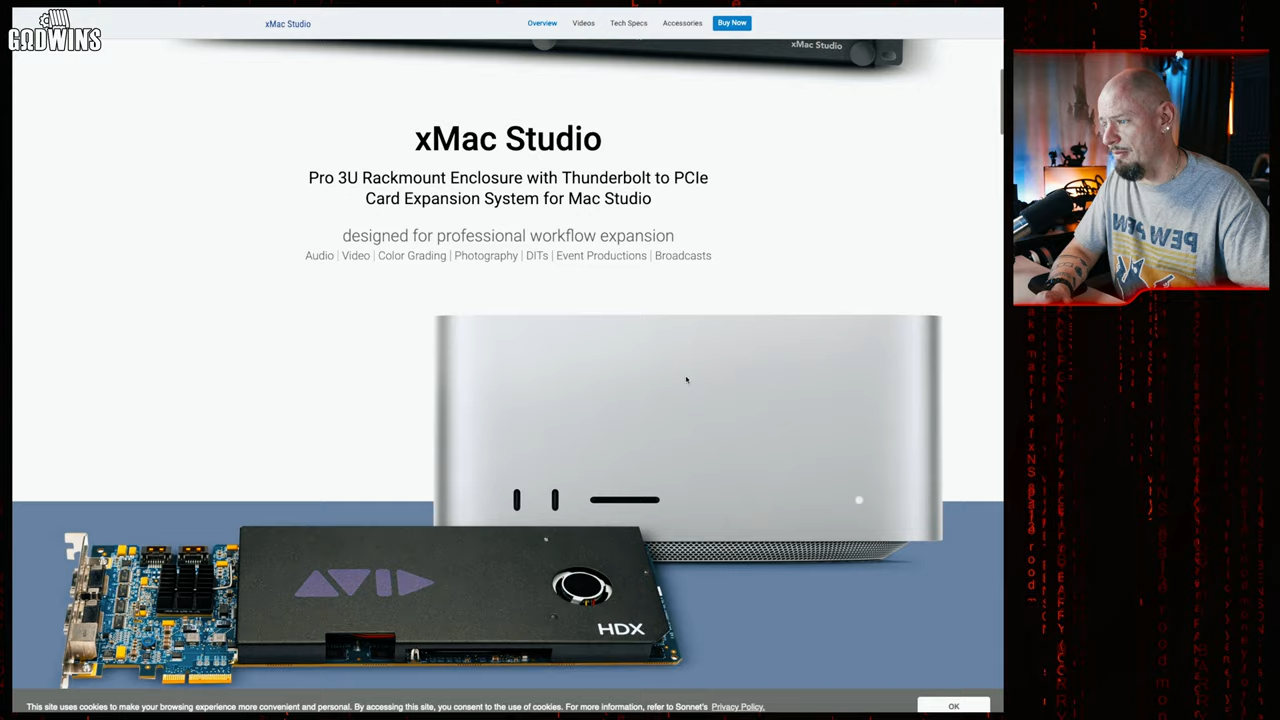 GODWINS
xMac Studio
Overview
Videos
Tech Specs
Accessories
Buy Now
xMac Studio
xMac Studio
Pro 3U Rackmount Enclosure with Thunderbolt to PCIe
Card Expansion System for Mac Studio
designed for professional workflow expansion
Audio | Video | Color Grading | Photography | DITs | Event Productions | Broadcasts
AVID
HDX
PEW PEW
This site uses cookies to make your browsing experience more convenient and personal. By accessing this site, you consent to the use of cookies. For more information, refer to Sonnet's Privacy Policy.
OK